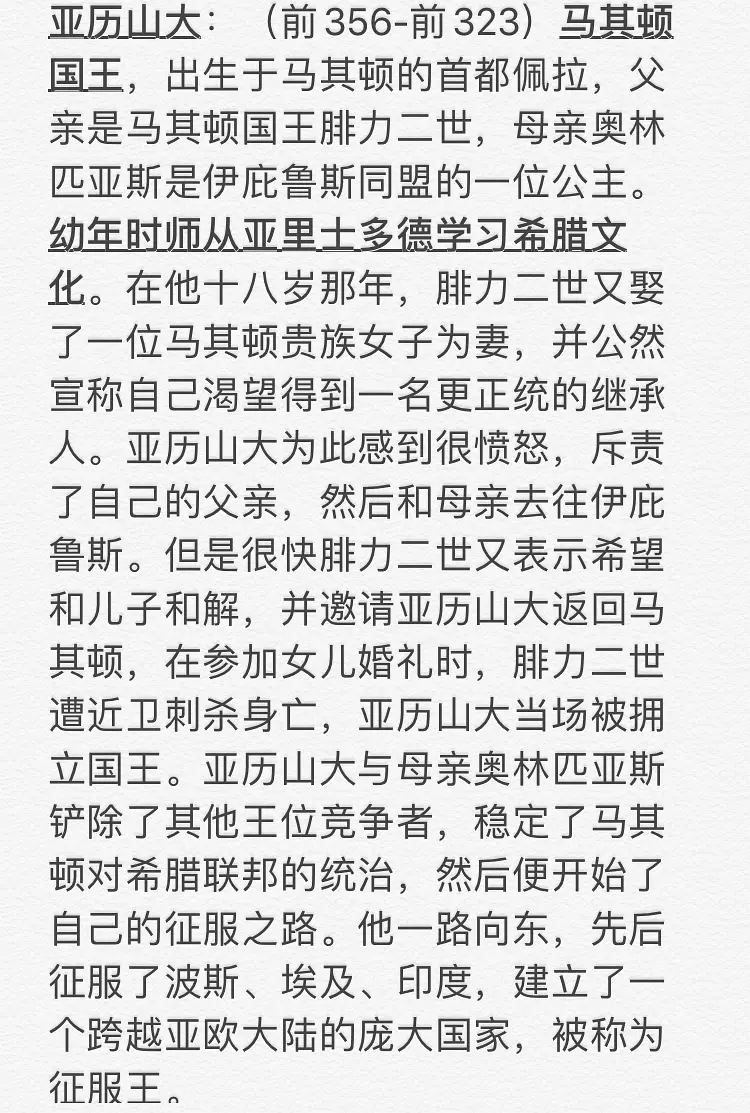 亚历山大：（前356-前323）马其顿
国王，出生于马其顿的首都佩拉，父
亲是马其顿国王腓力二世，母亲奥林
匹亚斯是伊庇鲁斯同盟的一位公主。
幼年时师从亚里士多德学习希腊文
化。在他十八岁那年，腓力二世又娶
了一位马其顿贵族女子为妻，并公然
宣称自己渴望得到一名更正统的继承
人。亚历山大为此感到很愤怒，斥责
了自己的父亲，然后和母亲去往伊庇
鲁斯。但是很快腓力二世又表示希望
和儿子和解，并邀请亚历山大返回马
其顿，在参加女儿婚礼时，腓力二世
遭近卫刺杀身亡，亚历山大当场被拥
立国王。亚历山大与母亲奥林匹亚斯
铲除了其他王位竞争者，稳定了马其
顿对希腊联邦的统治，然后便开始了
自己的征服之路。他一路向东，先后
征服了波斯、埃及、印度，建立了一
个跨越亚欧大陆的庞大国家，被称为
征服王。